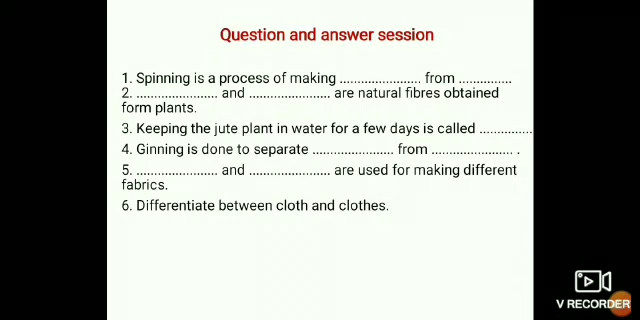 Question and answer session
1. Spinning is a process of making ....................... from ...............
2. ....................... and ....................... are natural fibres obtained
form plants.
3. Keeping the jute plant in water for a few days is called ...............
4. Ginning is done to separate ....................... from ....................... .
5. ....................... and ....................... are used for making different
fabrics.
6. Differentiate between cloth and clothes.
V RECORDER